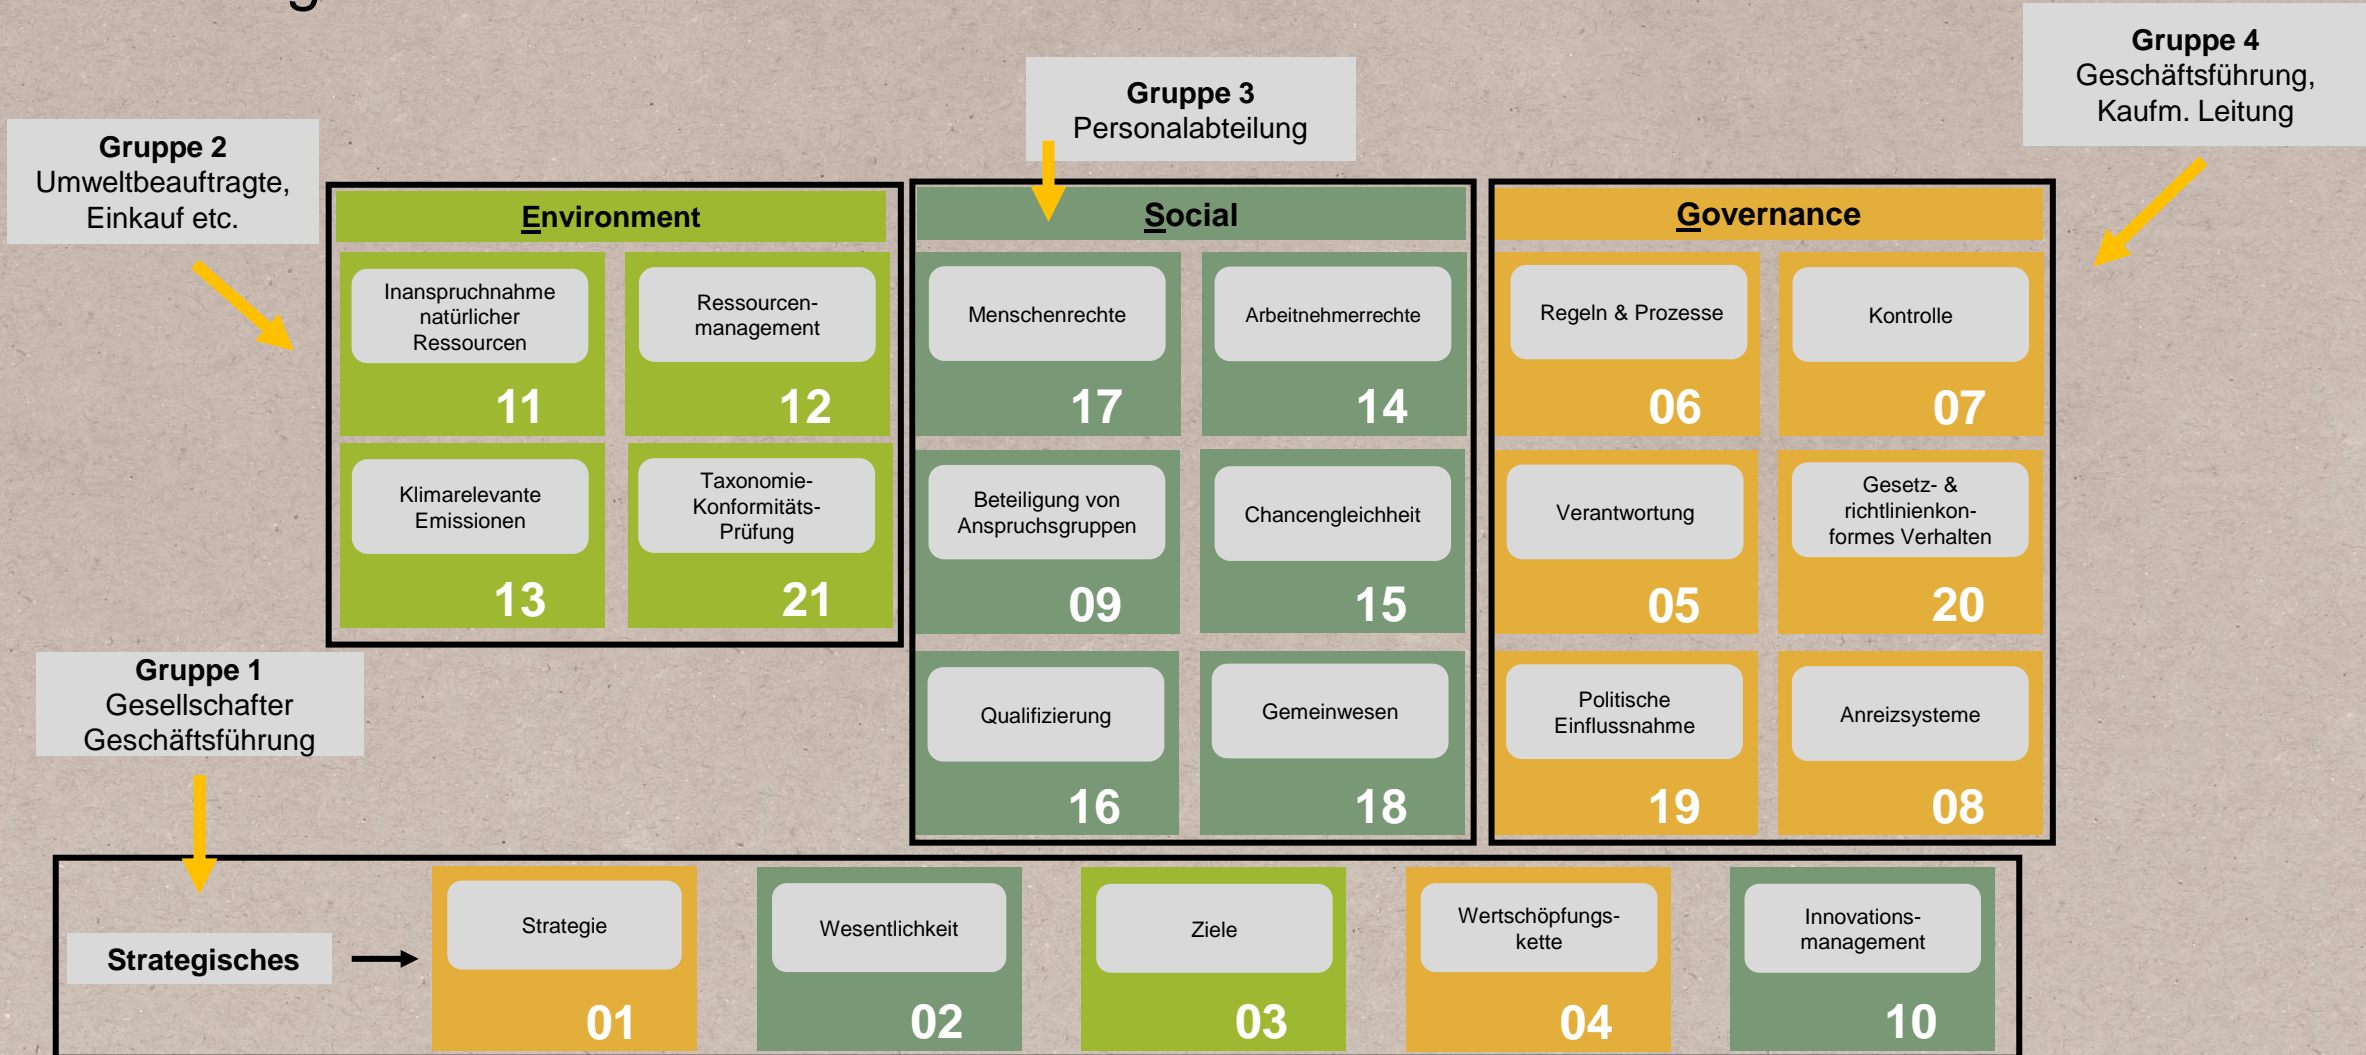 Gruppe 4
Geschäftsführung,
Kaufm. Leitung
Gruppe 3
Personalabteilung
Gruppe 2
Umweltbeauftragte,
Einkauf etc.
Environment
Inanspruchnahme
natürlicher
Ressourcen
11
Ressourcen-
management
12
Klimarelevante
Emissionen
13
Taxonomie-
Konformitäts-
Prüfung
21
Social
Menschenrechte
17
Arbeitnehmerrechte
14
Beteiligung von
Anspruchsgruppen
09
Chancengleichheit
15
Qualifizierung
16
Gemeinwesen
18
Governance
Regeln & Prozesse
06
Kontrolle
07
Verantwortung
05
Gesetz- &
richtlinienkon-
formes Verhalten
20
Politische
Einflussnahme
19
Anreizsysteme
08
Gruppe 1
Gesellschafter
Geschäftsführung
Strategisches
Strategie
01
Wesentlichkeit
02
Ziele
03
Wertschöpfungs-
kette
04
Innovations-
management
10